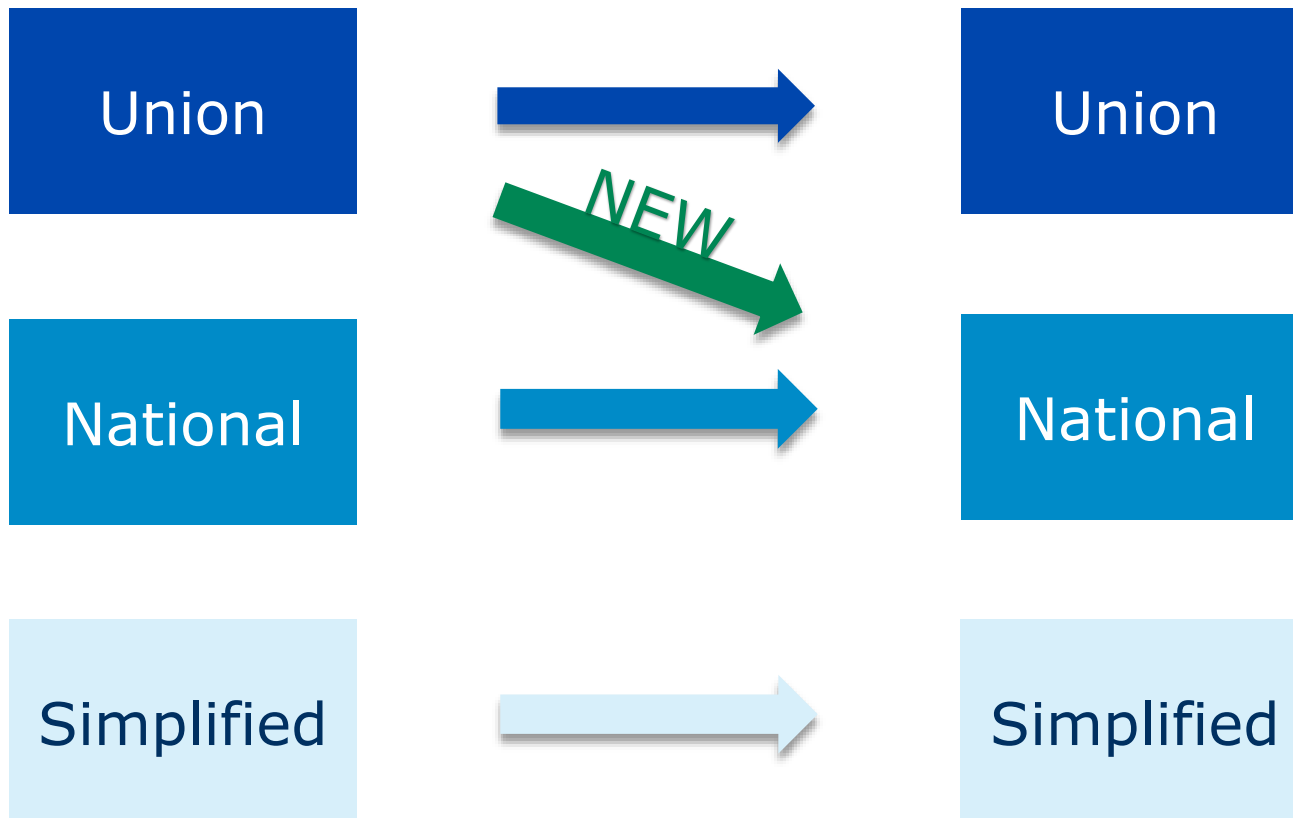 Union
Union
NEW
National
National
Simplified
Simplified